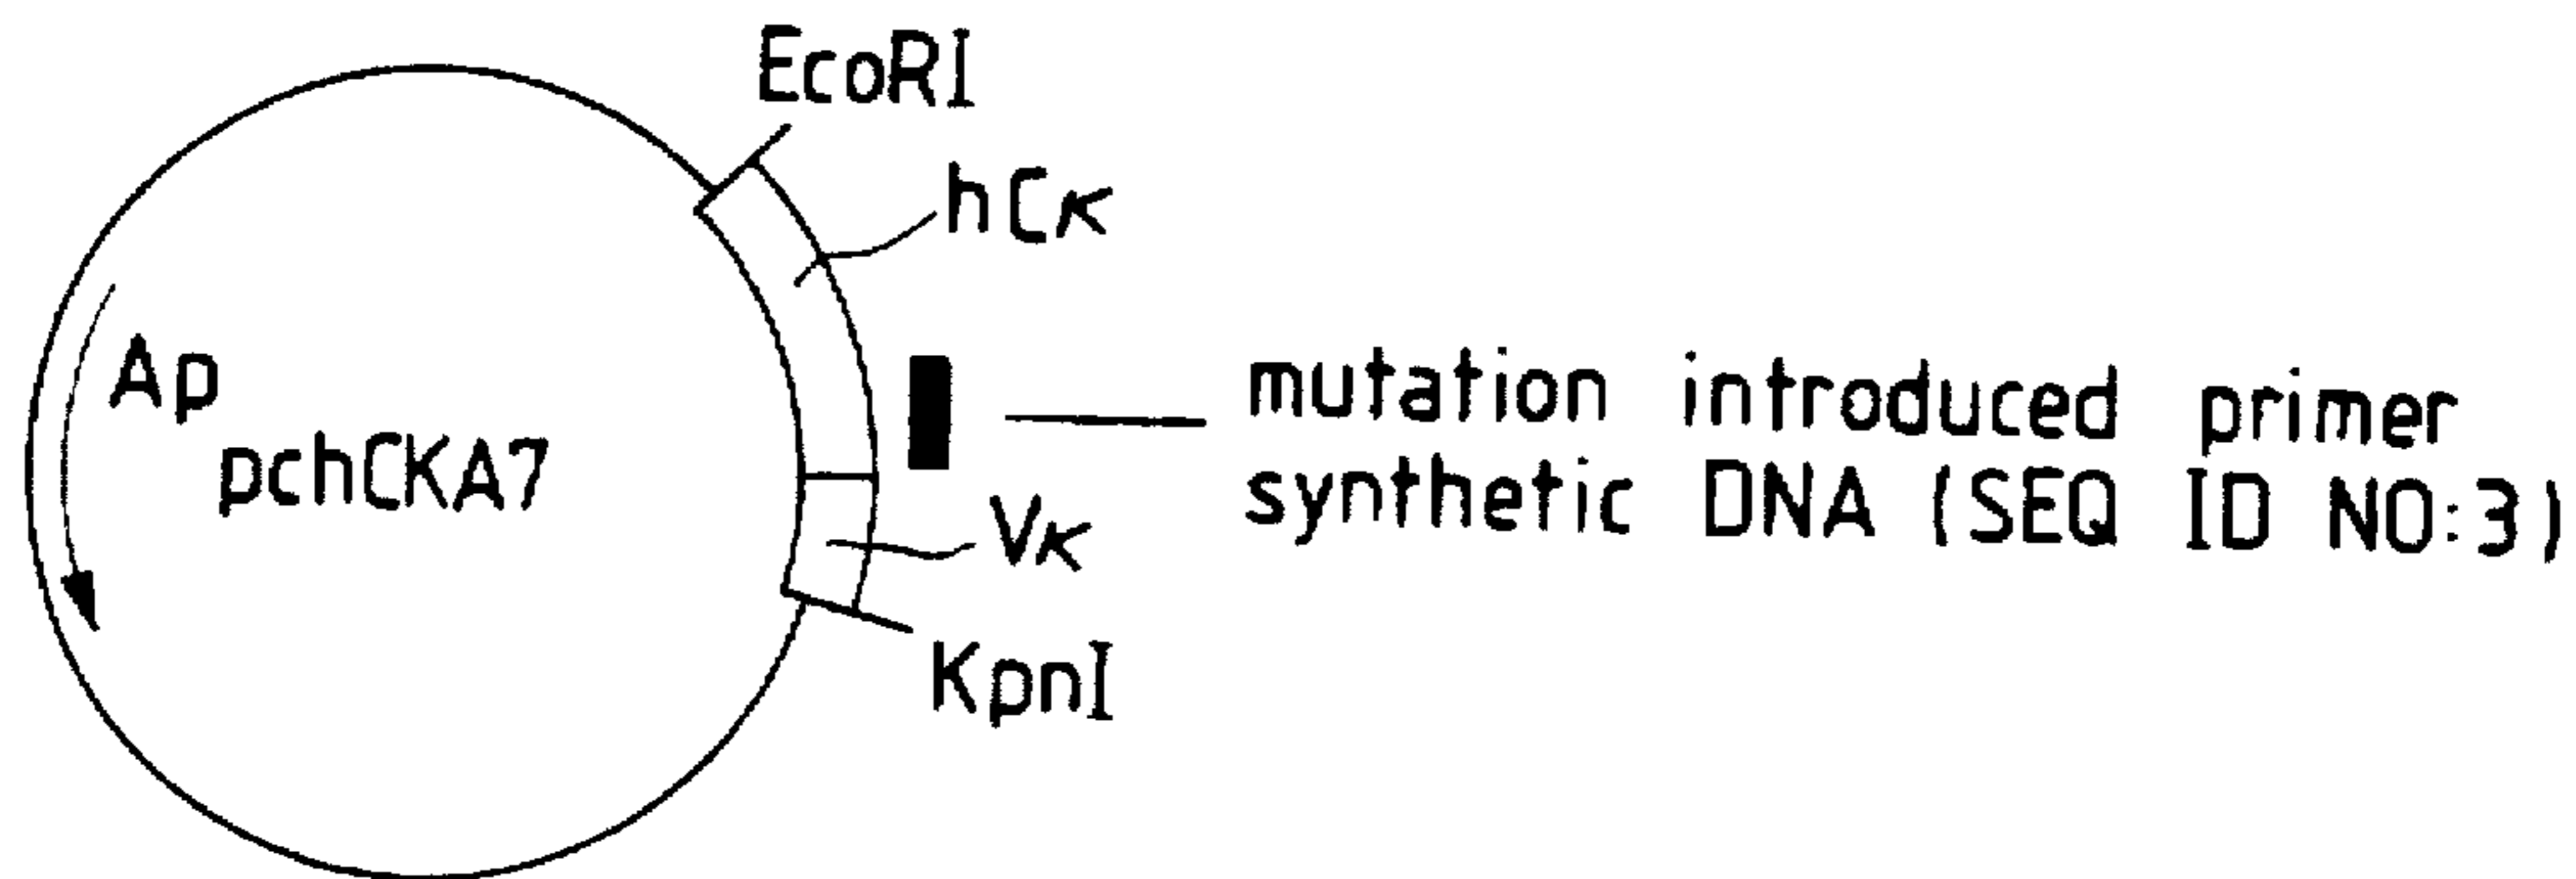 EcoRI
hCκ
Ap
pchCKA7
mutation introduced primer
synthetic DNA (SEQ ID NO:3)
Vκ
KpnI